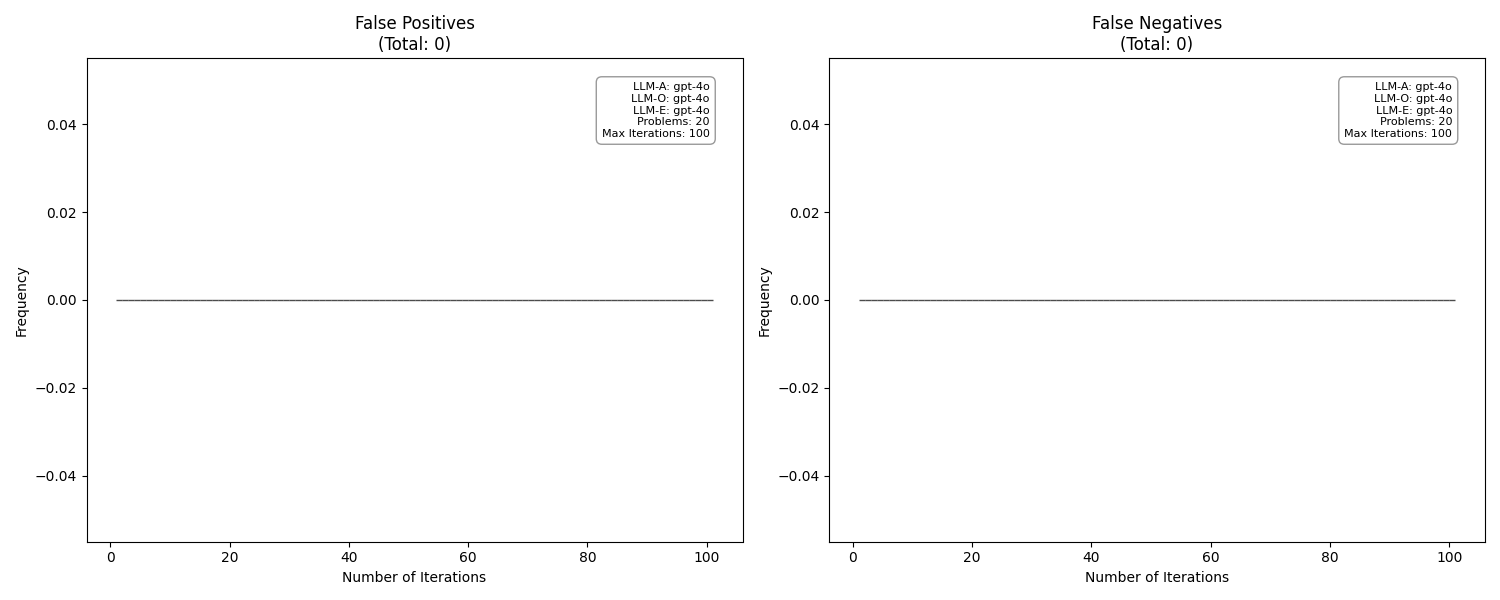 False Positives
(Total: 0)
LLM-A: gpt-4o
LLM-O: gpt-4o
LLM-E: gpt-4o
Problems: 20
Max Iterations: 100
0.04
0.02
0.00
−0.02
−0.04
Frequency
0 20 40 60 80 100
Number of Iterations
False Negatives
(Total: 0)
LLM-A: gpt-4o
LLM-O: gpt-4o
LLM-E: gpt-4o
Problems: 20
Max Iterations: 100
0.04
0.02
0.00
−0.02
−0.04
Frequency
0 20 40 60 80 100
Number of Iterations